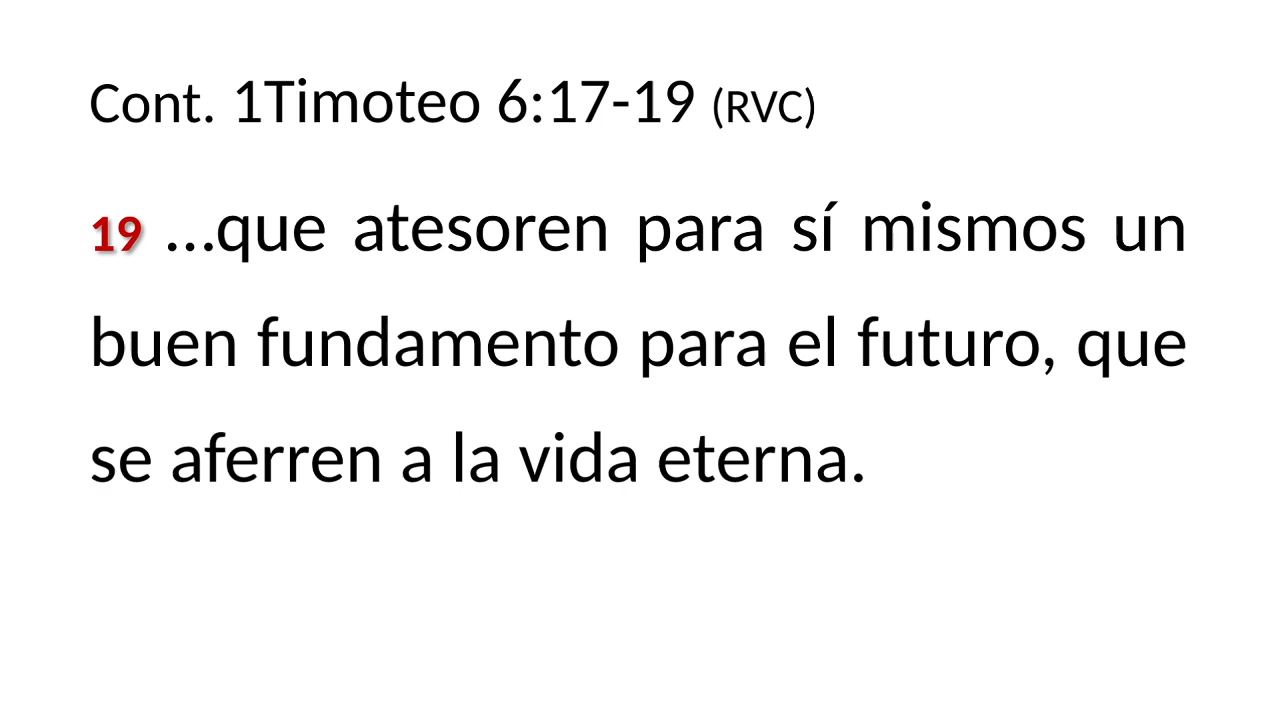 Cont. 1Timoteo 6:17-19 (RVC)
19 …que atesoren para sí mismos un
buen fundamento para el futuro, que
se aferren a la vida eterna.